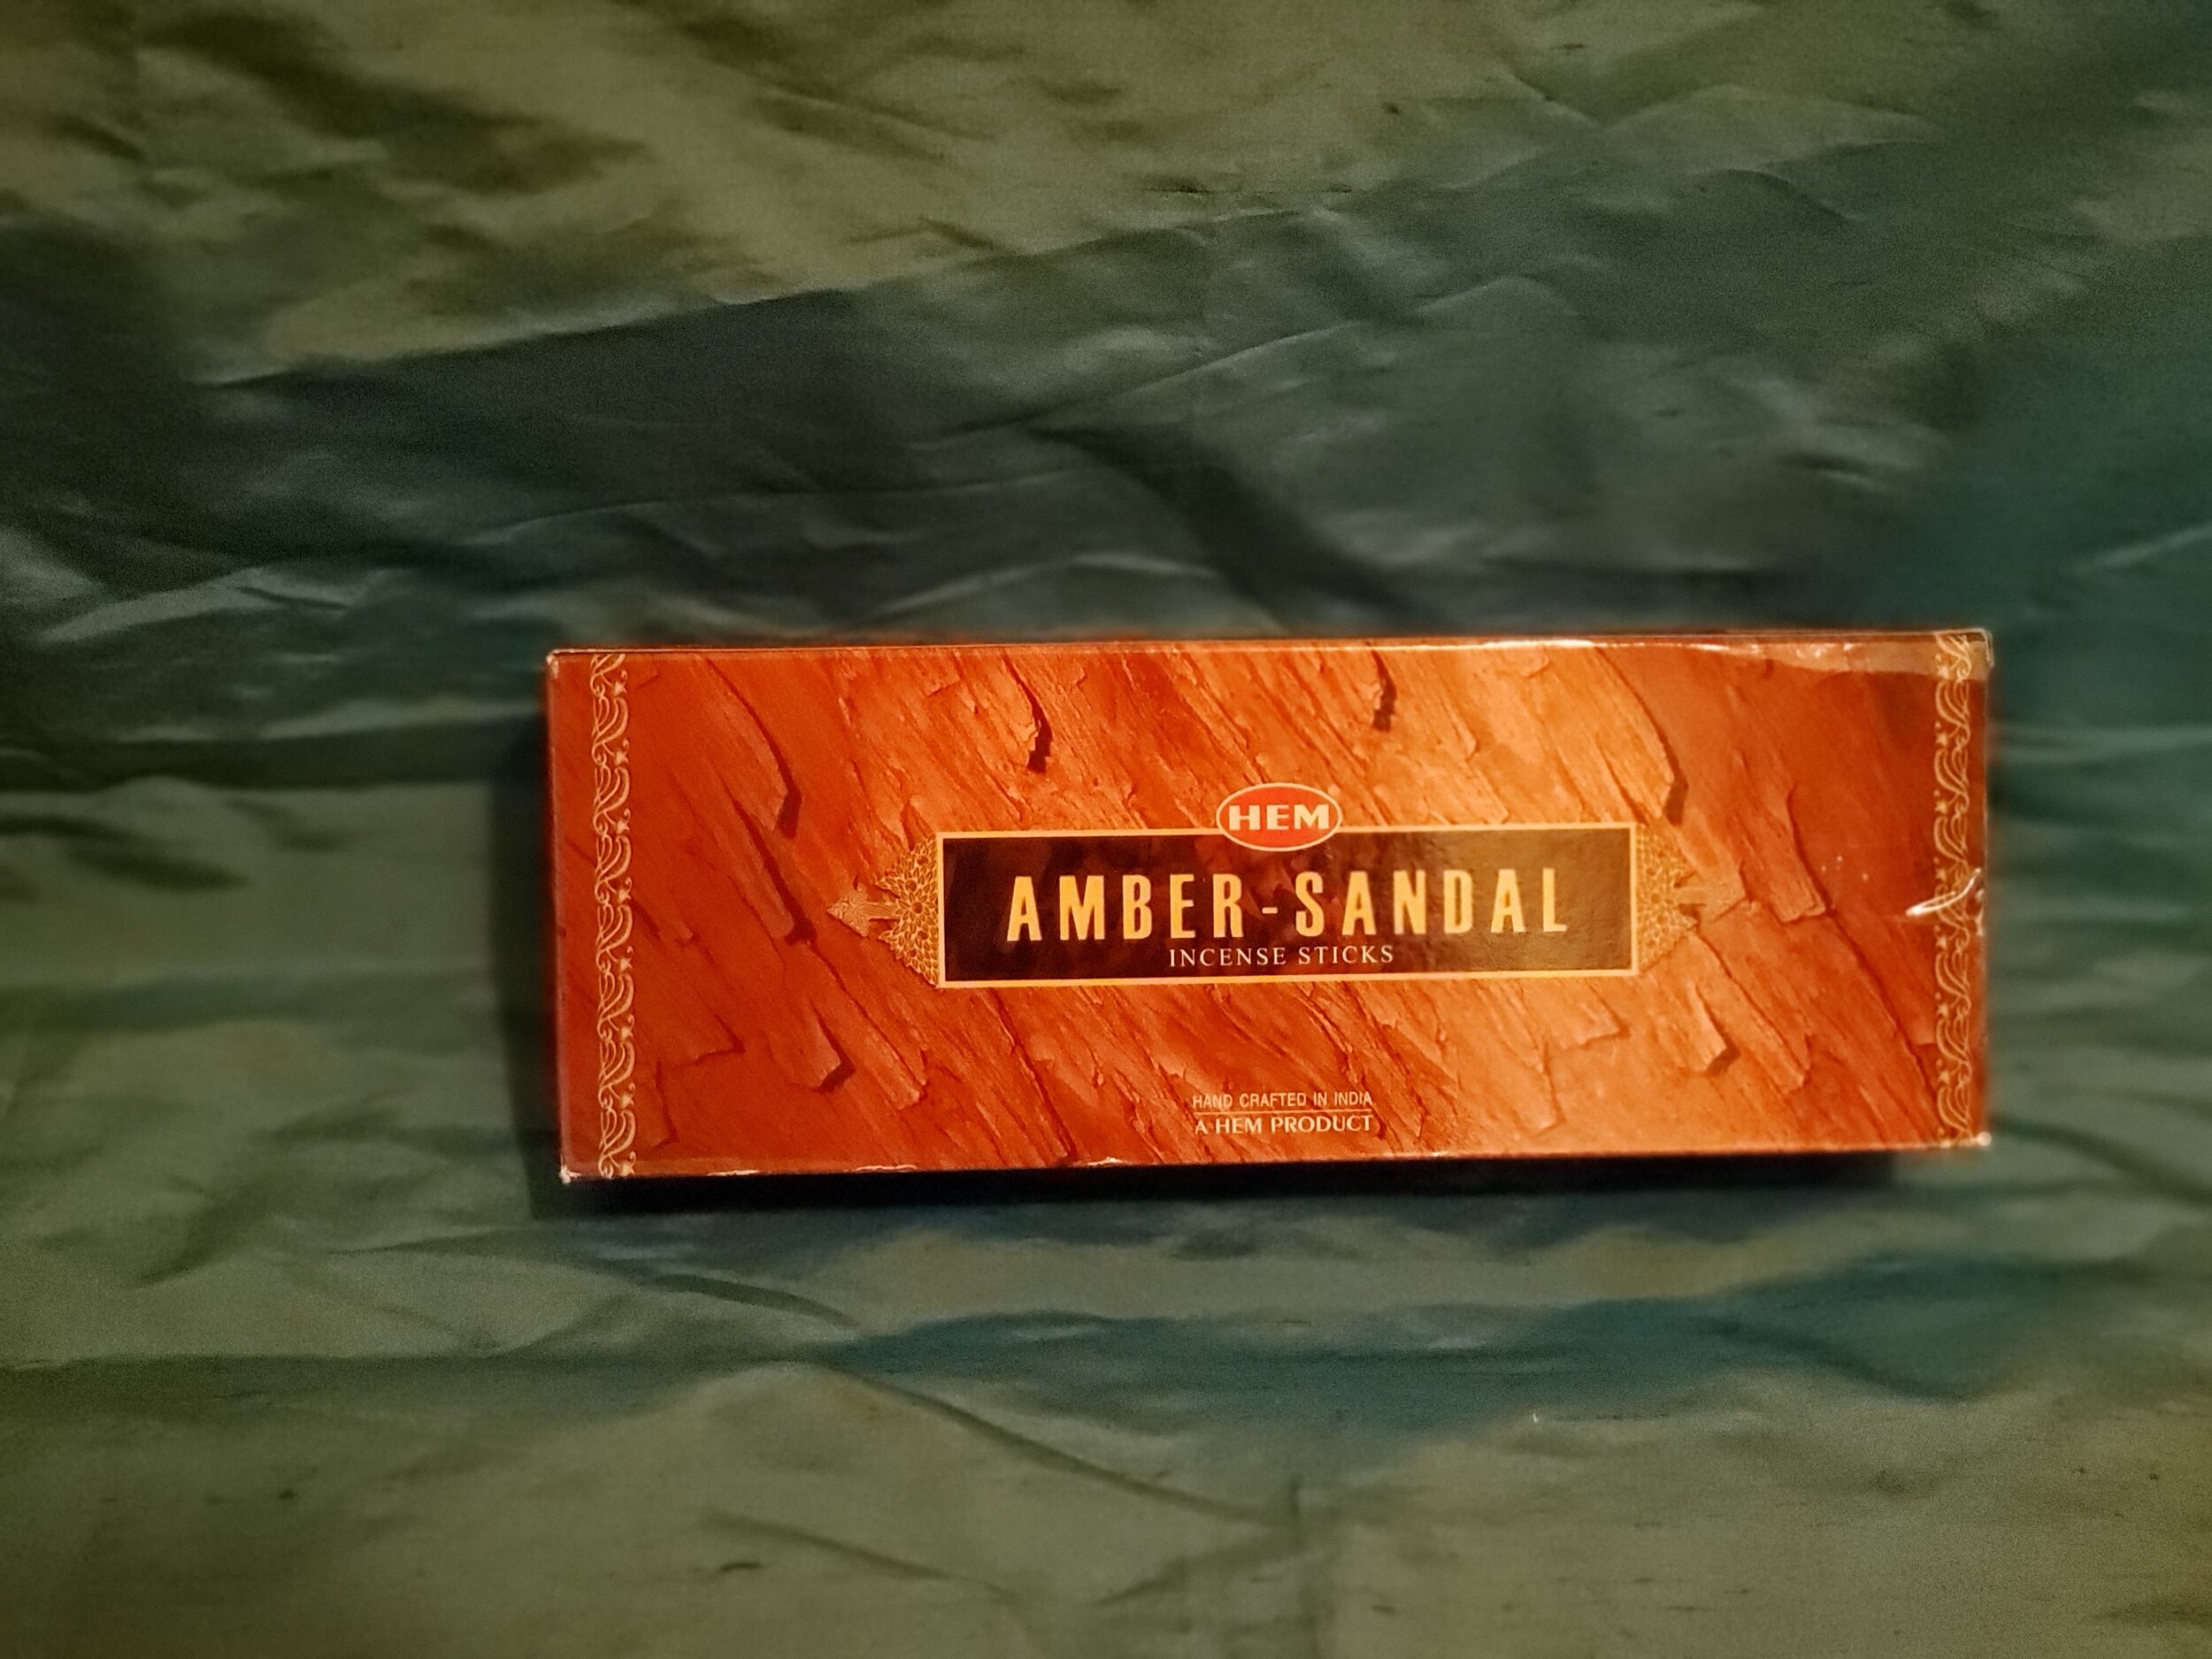 HEM
AMBER-SANDAL
INCENSE STICKS
HAND CRAFTED IN INDIA
A HEM PRODUCT